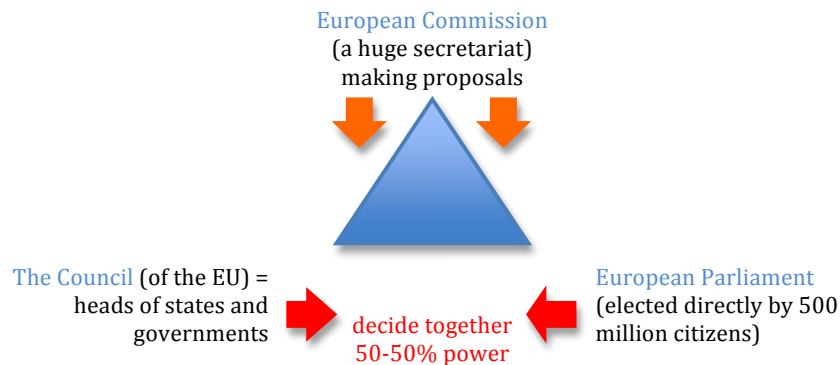 European Commission
(a huge secretariat)
making proposals
The Council (of the EU) =
heads of states and
governments
decide together
50-50% power
European Parliament
(elected directly by 500
million citizens)